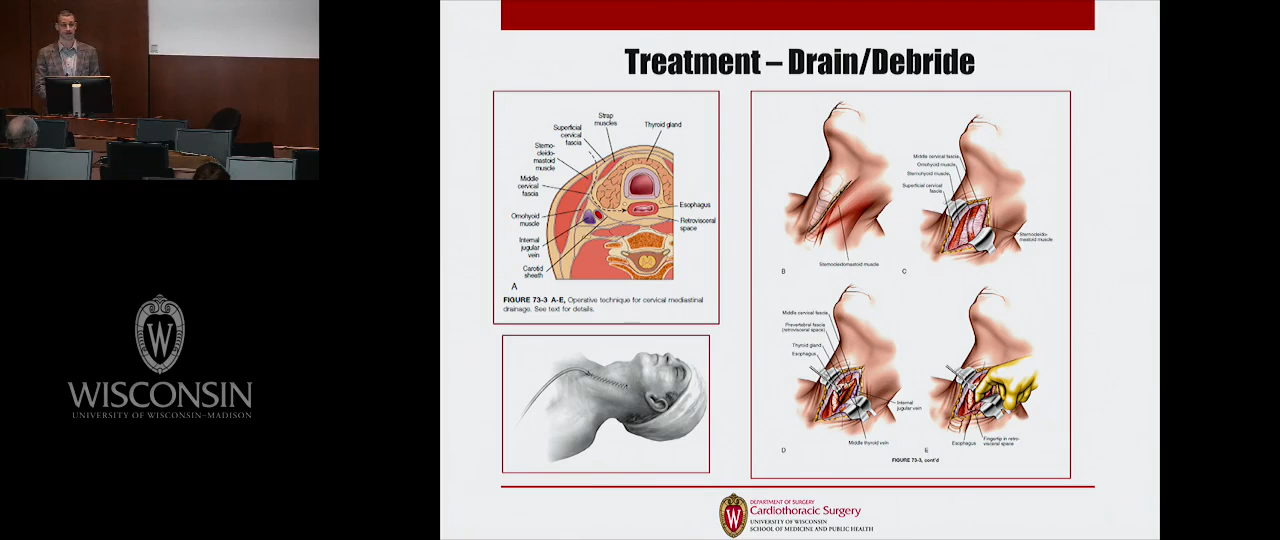 Treatment – Drain/Debride
Strap
muscles
Thyroid gland
Superficial
cervical
fascia
Sterno-
cleido-
mastoid
muscle
Middle
cervical
fascia
Omohyoid
muscle
Internal
jugular
vein
Carotid
sheath
Esophagus
Retrovisceral
space
A
FIGURE 73-3 A-E, Operative technique for cervical mediastinal
drainage. See text for details.
Sternocleidomastoid muscle
B
Middle cervical fascia
Omohyoid muscle
Sternohyoid muscle
Superficial cervical
fascia
Sternocleido-
mastoid muscle
C
Middle cervical fascia
Prevertebral fascia
(retrovisceral space)
Thyroid gland
Esophagus
Internal
jugular vein
Middle thyroid vein
D
Esophagus
Fingertip in retro-
visceral space
E
FIGURE 73-3, cont'd
W
WISCONSIN
UNIVERSITY OF WISCONSIN–MADISON
W
DEPARTMENT OF SURGERY
Cardiothoracic Surgery
UNIVERSITY OF WISCONSIN
SCHOOL OF MEDICINE AND PUBLIC HEALTH